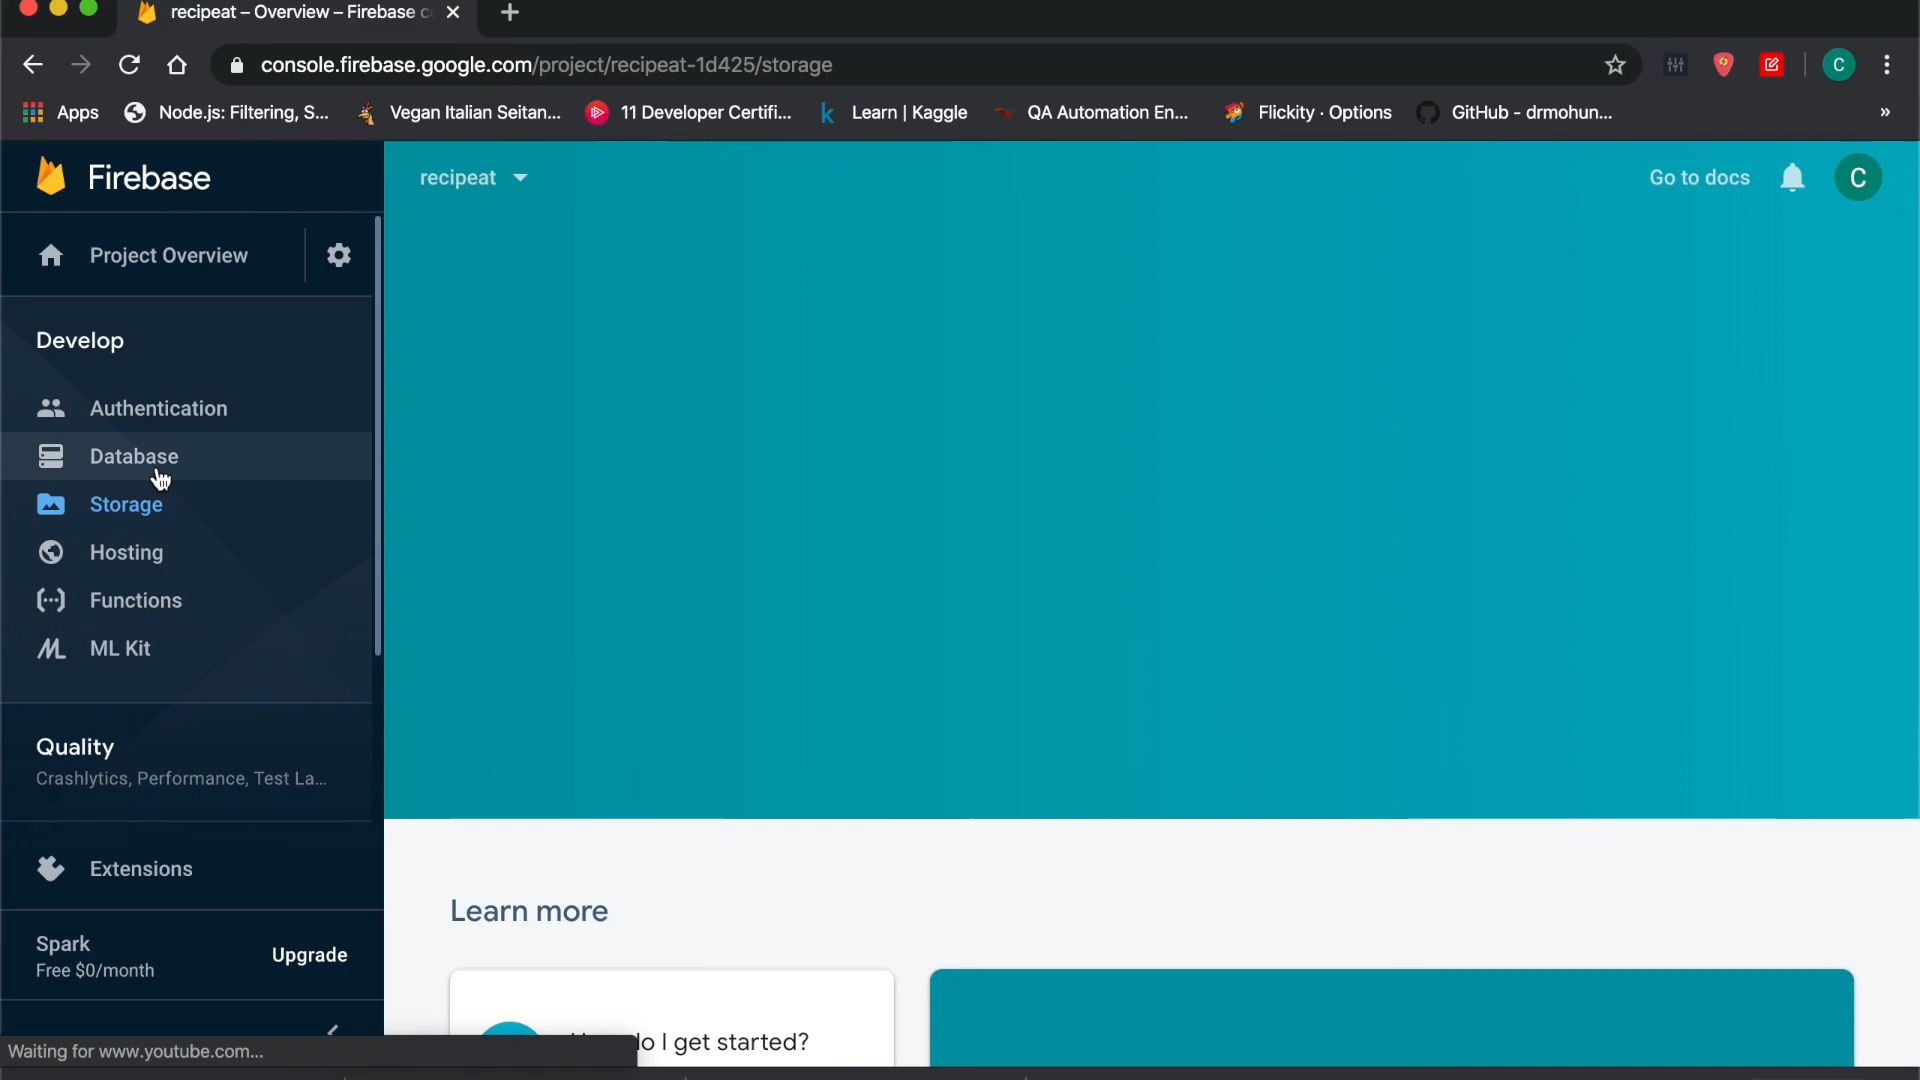 recipeat – Overview – Firebase c
console.firebase.google.com/project/recipeat-1d425/storage
Apps
Node.js: Filtering, S...
Vegan Italian Seitan...
11 Developer Certifi...
Learn | Kaggle
QA Automation En...
Flickity · Options
GitHub - drmohun...
»
Firebase
recipeat
Go to docs
C
C
Project Overview
Develop
Authentication
Database
Storage
Hosting
Functions
ML Kit
Quality
Crashlytics, Performance, Test La...
Extensions
Spark
Free $0/month
Upgrade
Learn more
do I get started?
Waiting for www.youtube.com...